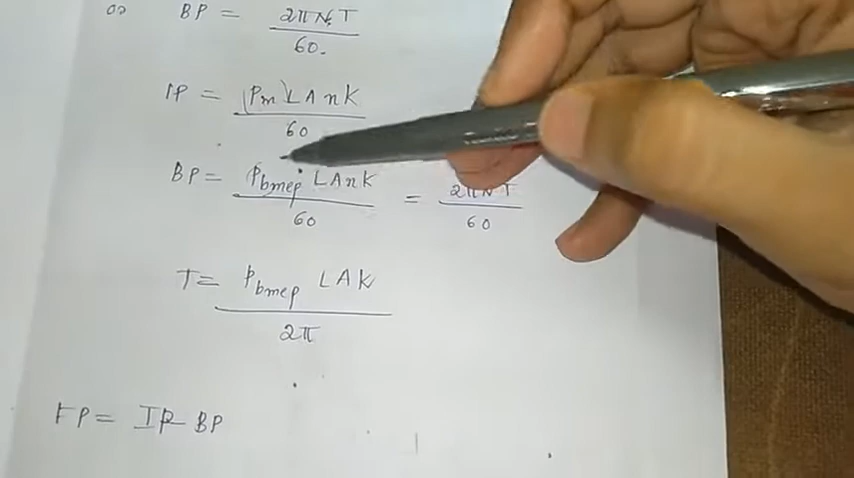 or BP = 2πNT / 60.
IP = (Pm) LAnK / 60
BP = Pbmep LAnK / 60 = 2πNT / 60
T = Pbmep LAK / 2π
FP = IP - BP